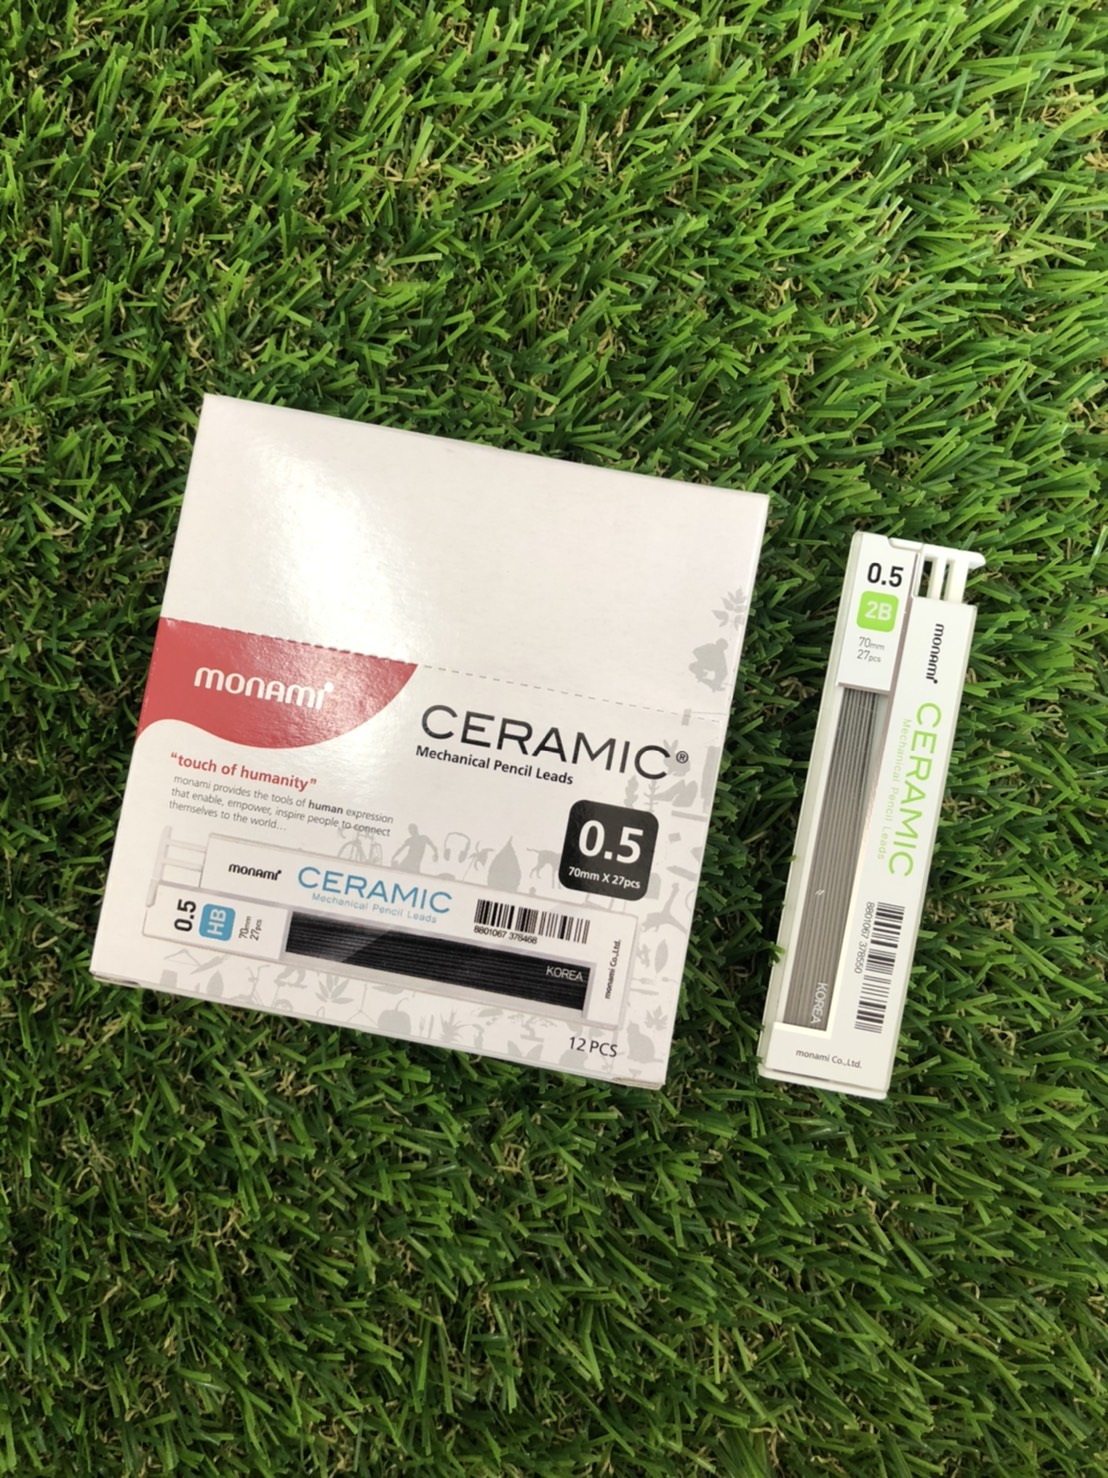 monami
CERAMIC®
Mechanical Pencil Leads
"touch of humanity"
monami provides the tools of human expression
that enable, empower, inspire people to connect
themselves to the world...
0.5
70mm X 27pcs
monami
CERAMIC
Mechanical Pencil Leads
0.5
HB
70mm
27pcs
8801067 378468
KOREA
monami Co.,Ltd.
12 PCS
0.5
2B
70mm
27pcs
monami
CERAMIC
Mechanical Pencil Leads
8801067 378550
KOREA
monami Co.,Ltd.